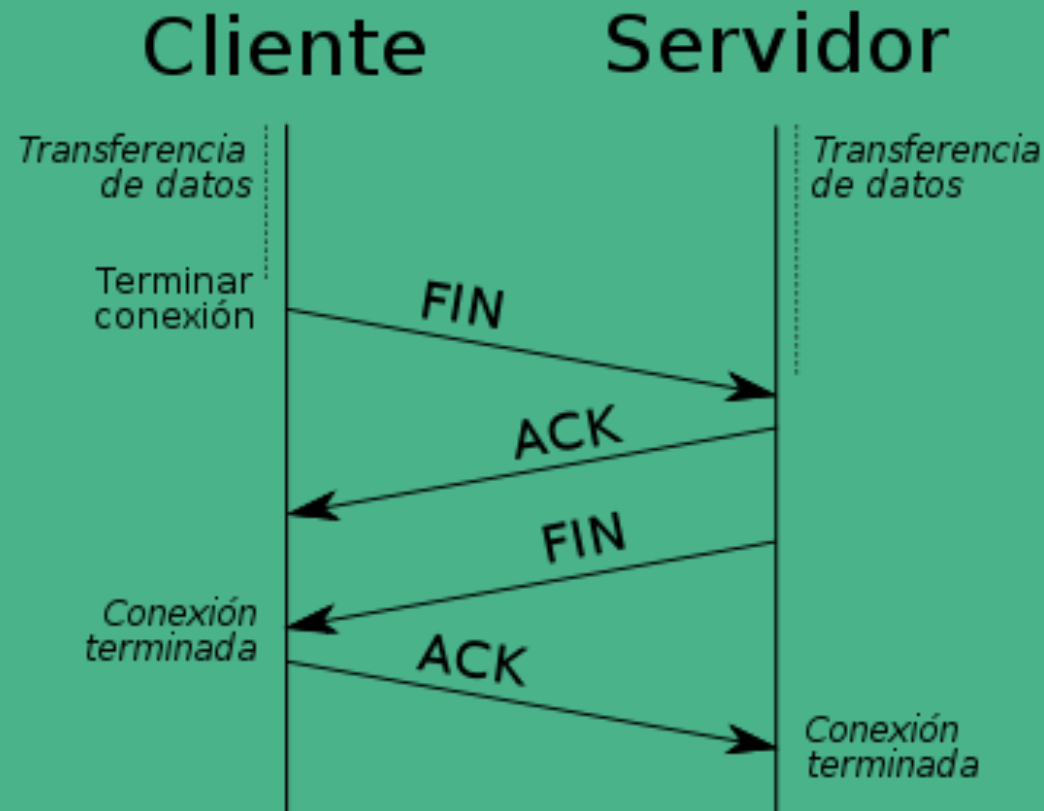 Cliente
Servidor
Transferencia
de datos
Transferencia
de datos
Terminar
conexión
FIN
ACK
FIN
Conexión
terminada
ACK
Conexión
terminada